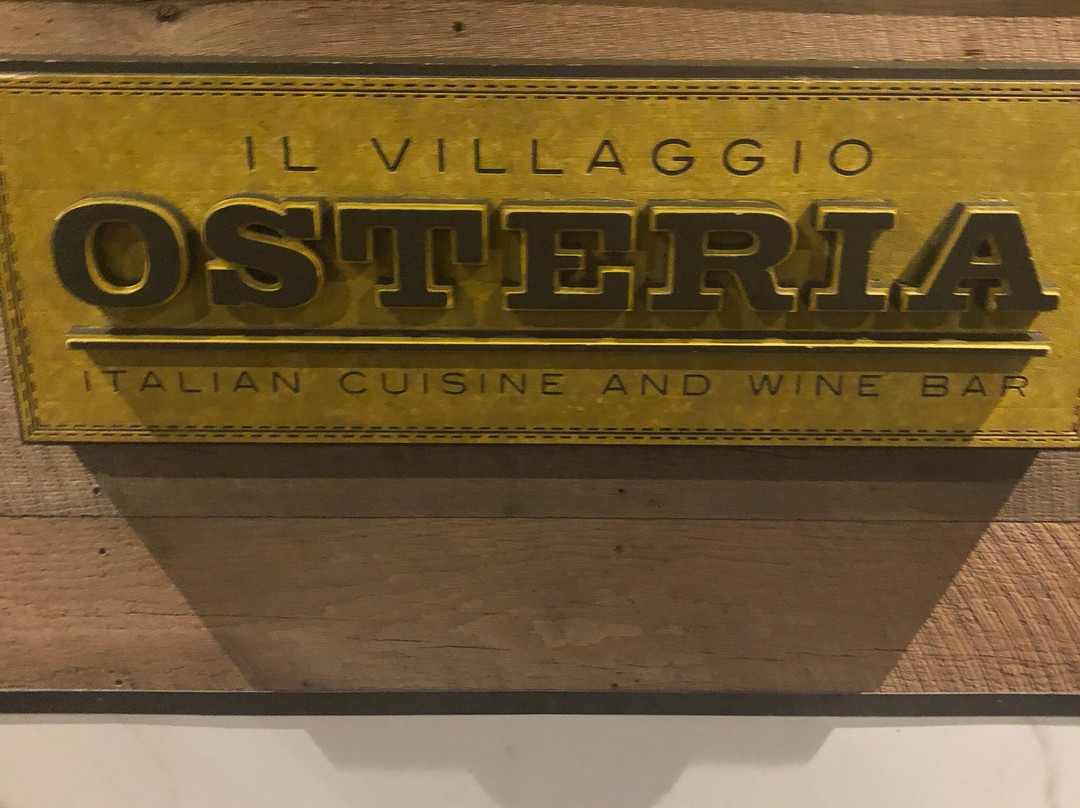 IL VILLAGGIO
OSTERIA
ITALIAN CUISINE AND WINE BAR